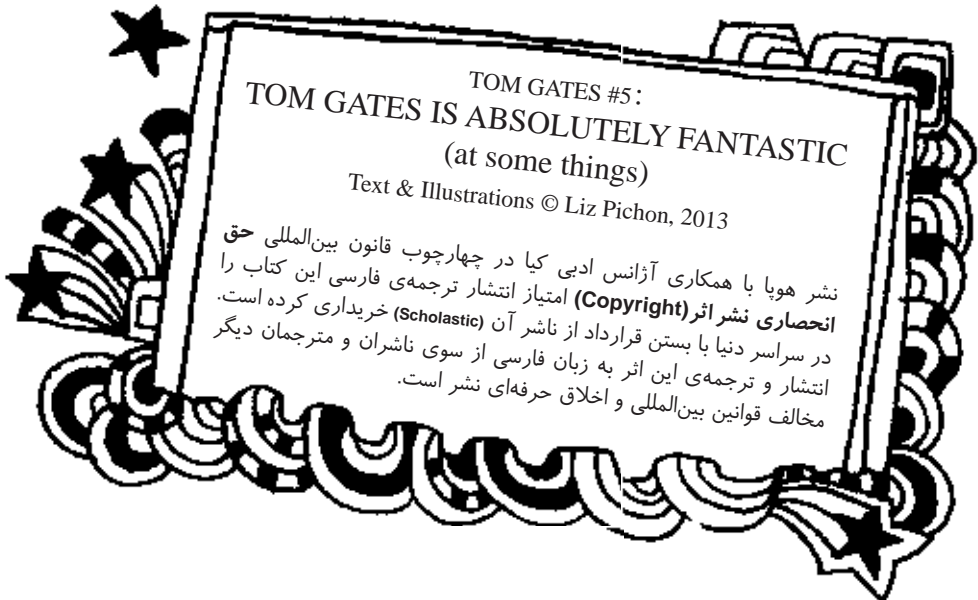 TOM GATES #5:
TOM GATES IS ABSOLUTELY FANTASTIC
(at some things)
Text & Illustrations © Liz Pichon, 2013
نشر هوپا با همکاری آژانس ادبی کیا در چهارچوب قانون بین‌المللی حق
انحصاری نشر اثر(Copyright) امتیاز انتشار ترجمه‌ی فارسی این کتاب را
در سراسر دنیا با بستن قرارداد از ناشر آن (Scholastic) خریداری کرده است.
انتشار و ترجمه‌ی این اثر به زبان فارسی از سوی ناشران و مترجمان دیگر
مخالف قوانین بین‌المللی و اخلاق حرفه‌ای نشر است.